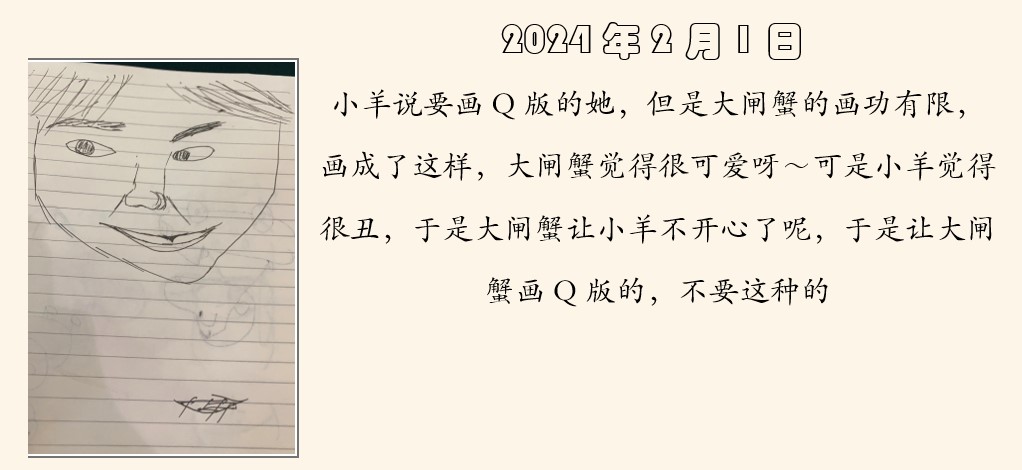 2024年2月1日
小羊说要画Q版的她，但是大闸蟹的画功有限，
画成了这样，大闸蟹觉得很可爱呀～可是小羊觉得
很丑，于是大闸蟹让小羊不开心了呢，于是让大闸
蟹画Q版的，不要这种的